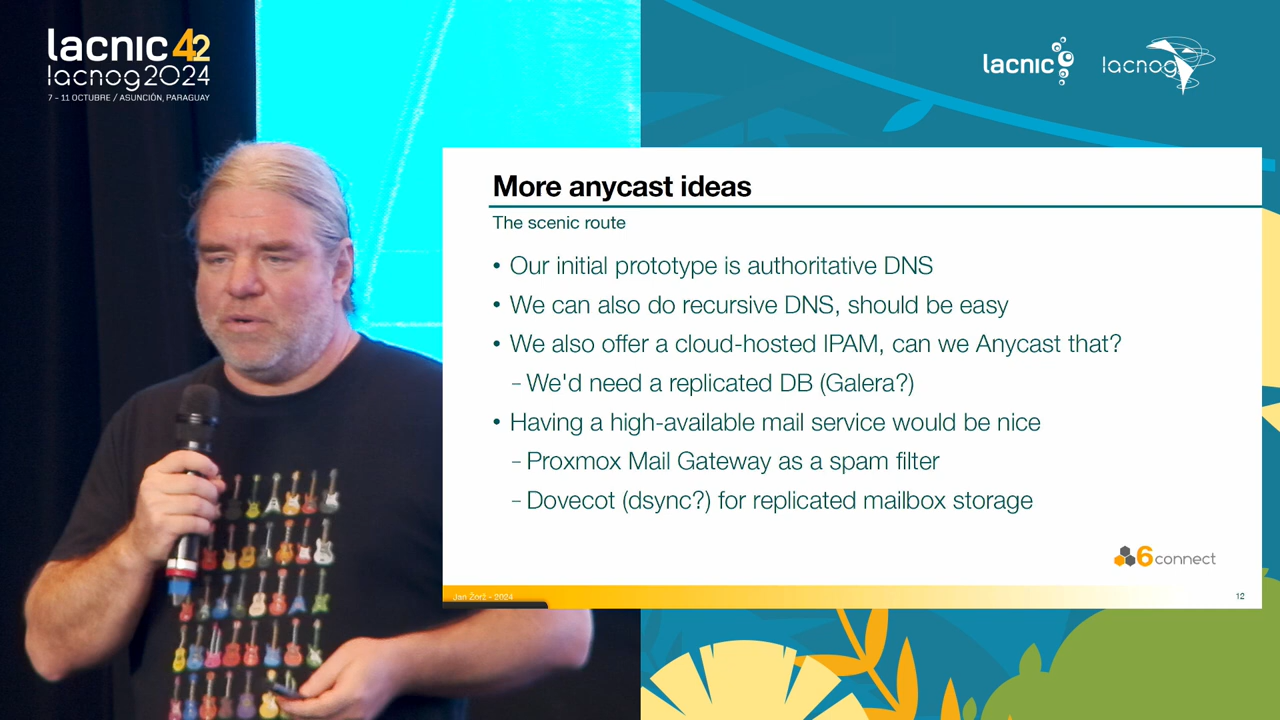 lacnic 42
lacnog2024
7 - 11 OCTUBRE / ASUNCIÓN, PARAGUAY
lacnic
lacnog
More anycast ideas
The scenic route
• Our initial prototype is authoritative DNS
• We can also do recursive DNS, should be easy
• We also offer a cloud-hosted IPAM, can we Anycast that?
– We'd need a replicated DB (Galera?)
• Having a high-available mail service would be nice
– Proxmox Mail Gateway as a spam filter
– Dovecot (dsync?) for replicated mailbox storage
6connect
Jan Žorž - 2024
12